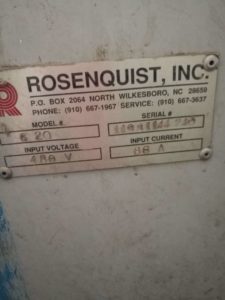 R
ROSENQUIST, INC.
P.O. BOX 2064 NORTH WILKESBORO, NC 28659
PHONE: (910) 667-1967 SERVICE: (910) 667-3637
MODEL # SERIAL #
INPUT VOLTAGE INPUT CURRENT
480 V A